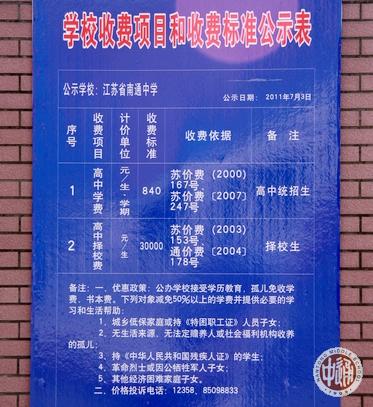 学校收费项目和收费标准公示表
公示学校：江苏省南通中学 公示日期：2011年7月3日
序号 收费项目 计价单位 收费标准 收费依据 备注
1 高中学费 元/生·学期 840 苏价费（2000）167号、苏价费〔2007〕247号 高中统招生
2 高中择校费 元/生 30000 苏价费（2003）153号、通价费〔2004〕178号 择校生
备注：一、优惠政策：公办学校接受学历教育，孤儿免收学
费、书本费。下列对象减免50%以上的学费并提供必要的学
习和生活帮助：
1、城乡低保家庭或持《特困职工证》人员子女；
2、无生活来源、无法定赡养人或社会福利机构收养
的孤儿；
3、持《中华人民共和国残疾人证》的学生；
4、革命烈士或因公牺牲军人子女；
5、其他经济困难家庭子女。
二、价格投诉电话：12358、85098833